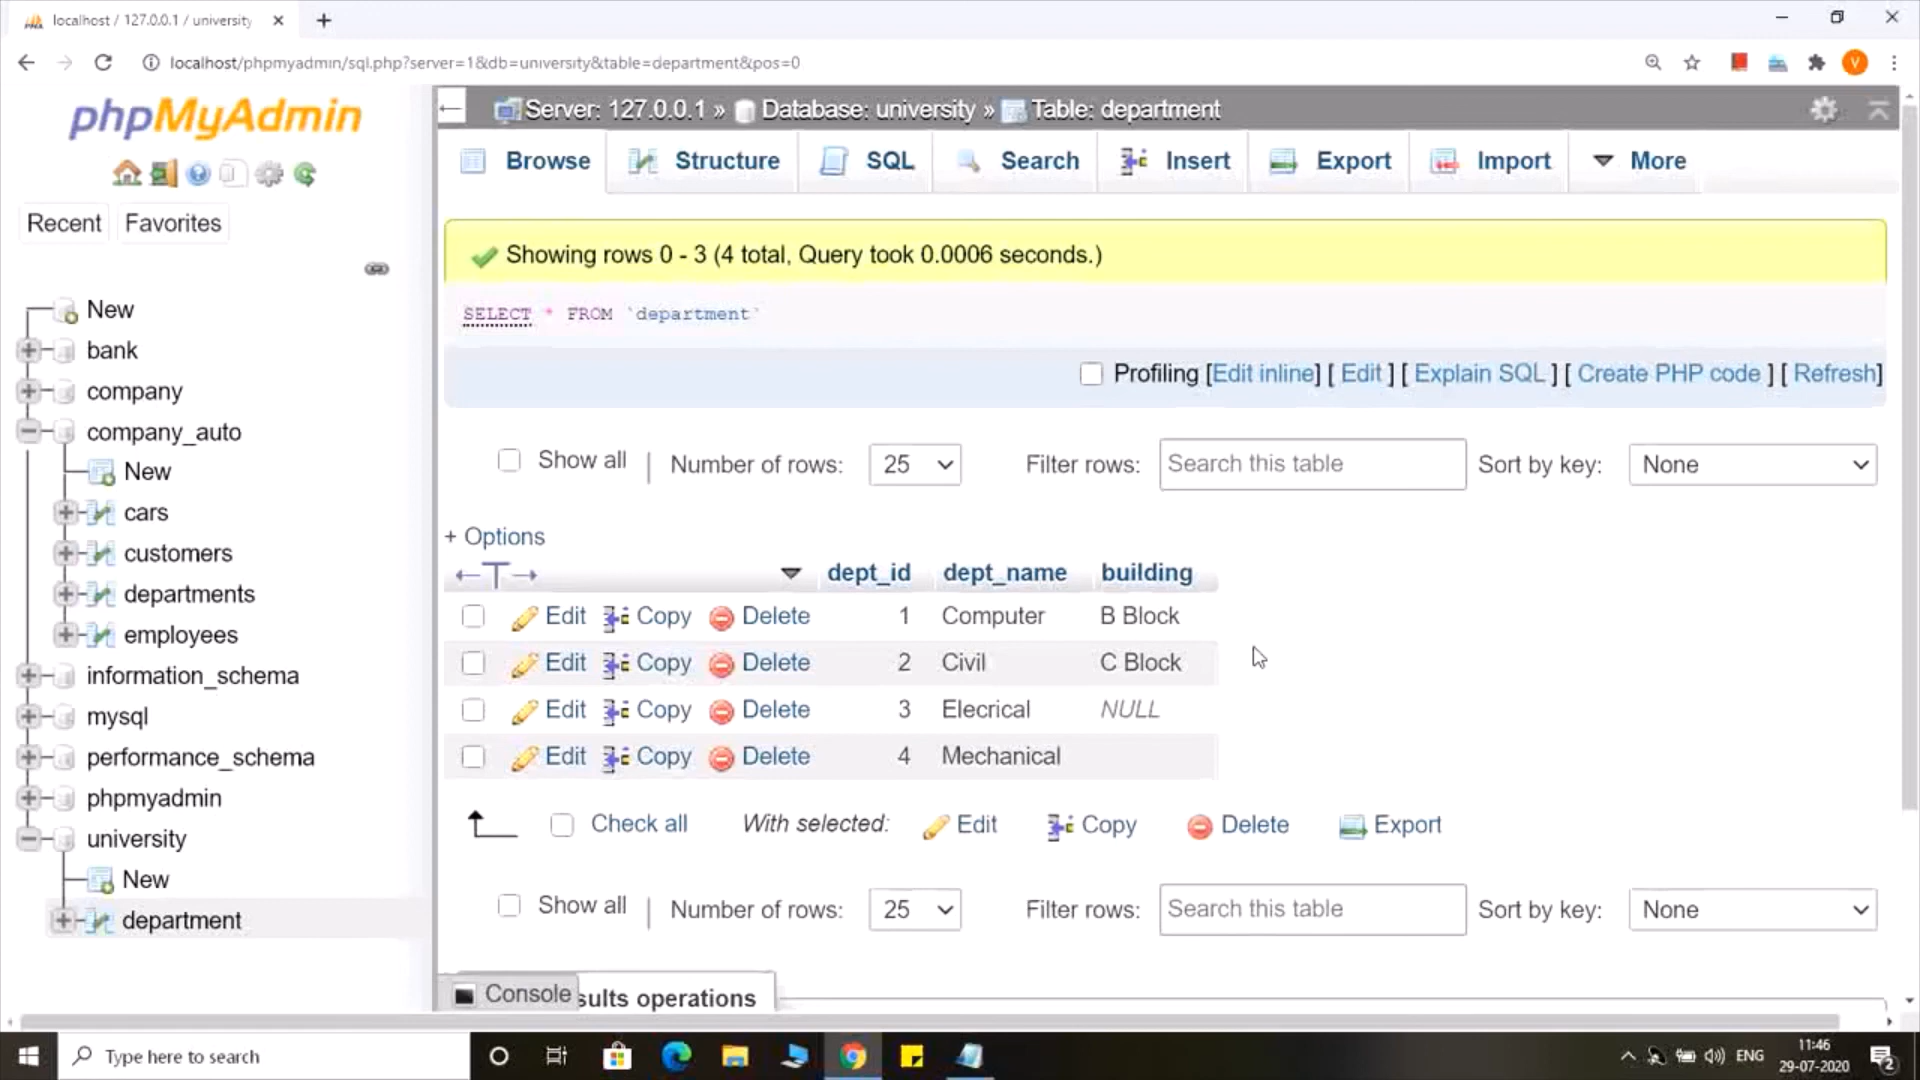 localhost / 127.0.0.1 / university
localhost/phpmyadmin/sql.php?server=1&db=university&table=department&pos=0
V
phpMyAdmin
Recent
Favorites
New
bank
company
company_auto
New
cars
customers
departments
employees
information_schema
mysql
performance_schema
phpmyadmin
university
New
department
Server: 127.0.0.1 » Database: university » Table: department
Browse Structure SQL Search Insert Export Import More
Showing rows 0 - 3 (4 total, Query took 0.0006 seconds.)
SELECT * FROM `department`
Profiling [Edit inline] [ Edit ] [ Explain SQL ] [ Create PHP code ] [ Refresh]
Show all | Number of rows: 25 Filter rows: Search this table Sort by key: None
+ Options
←T→ dept_id dept_name building
Edit Copy Delete 1 Computer B Block
Edit Copy Delete 2 Civil C Block
Edit Copy Delete 3 Elecrical NULL
Edit Copy Delete 4 Mechanical
Check all With selected: Edit Copy Delete Export
Show all | Number of rows: 25 Filter rows: Search this table Sort by key: None
Console
sults operations
Type here to search
ENG
11:46
29-07-2020
2